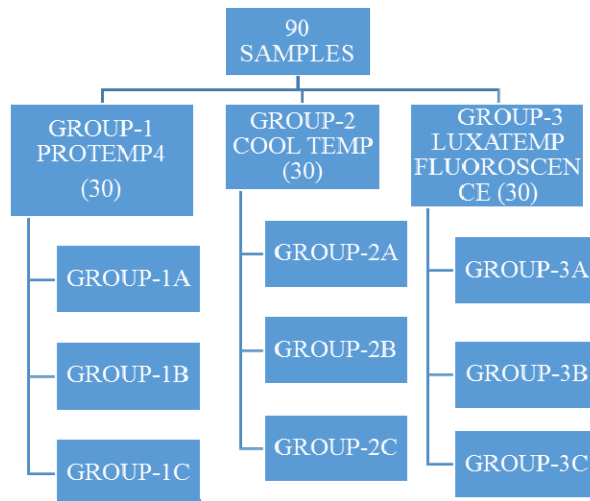 90
SAMPLES
GROUP-1
PROTEMP4
(30)
GROUP-2
COOL TEMP
(30)
GROUP-3
LUXATEMP
FLUOROSCEN
CE (30)
GROUP-1A
GROUP-1B
GROUP-1C
GROUP-2A
GROUP-2B
GROUP-2C
GROUP-3A
GROUP-3B
GROUP-3C